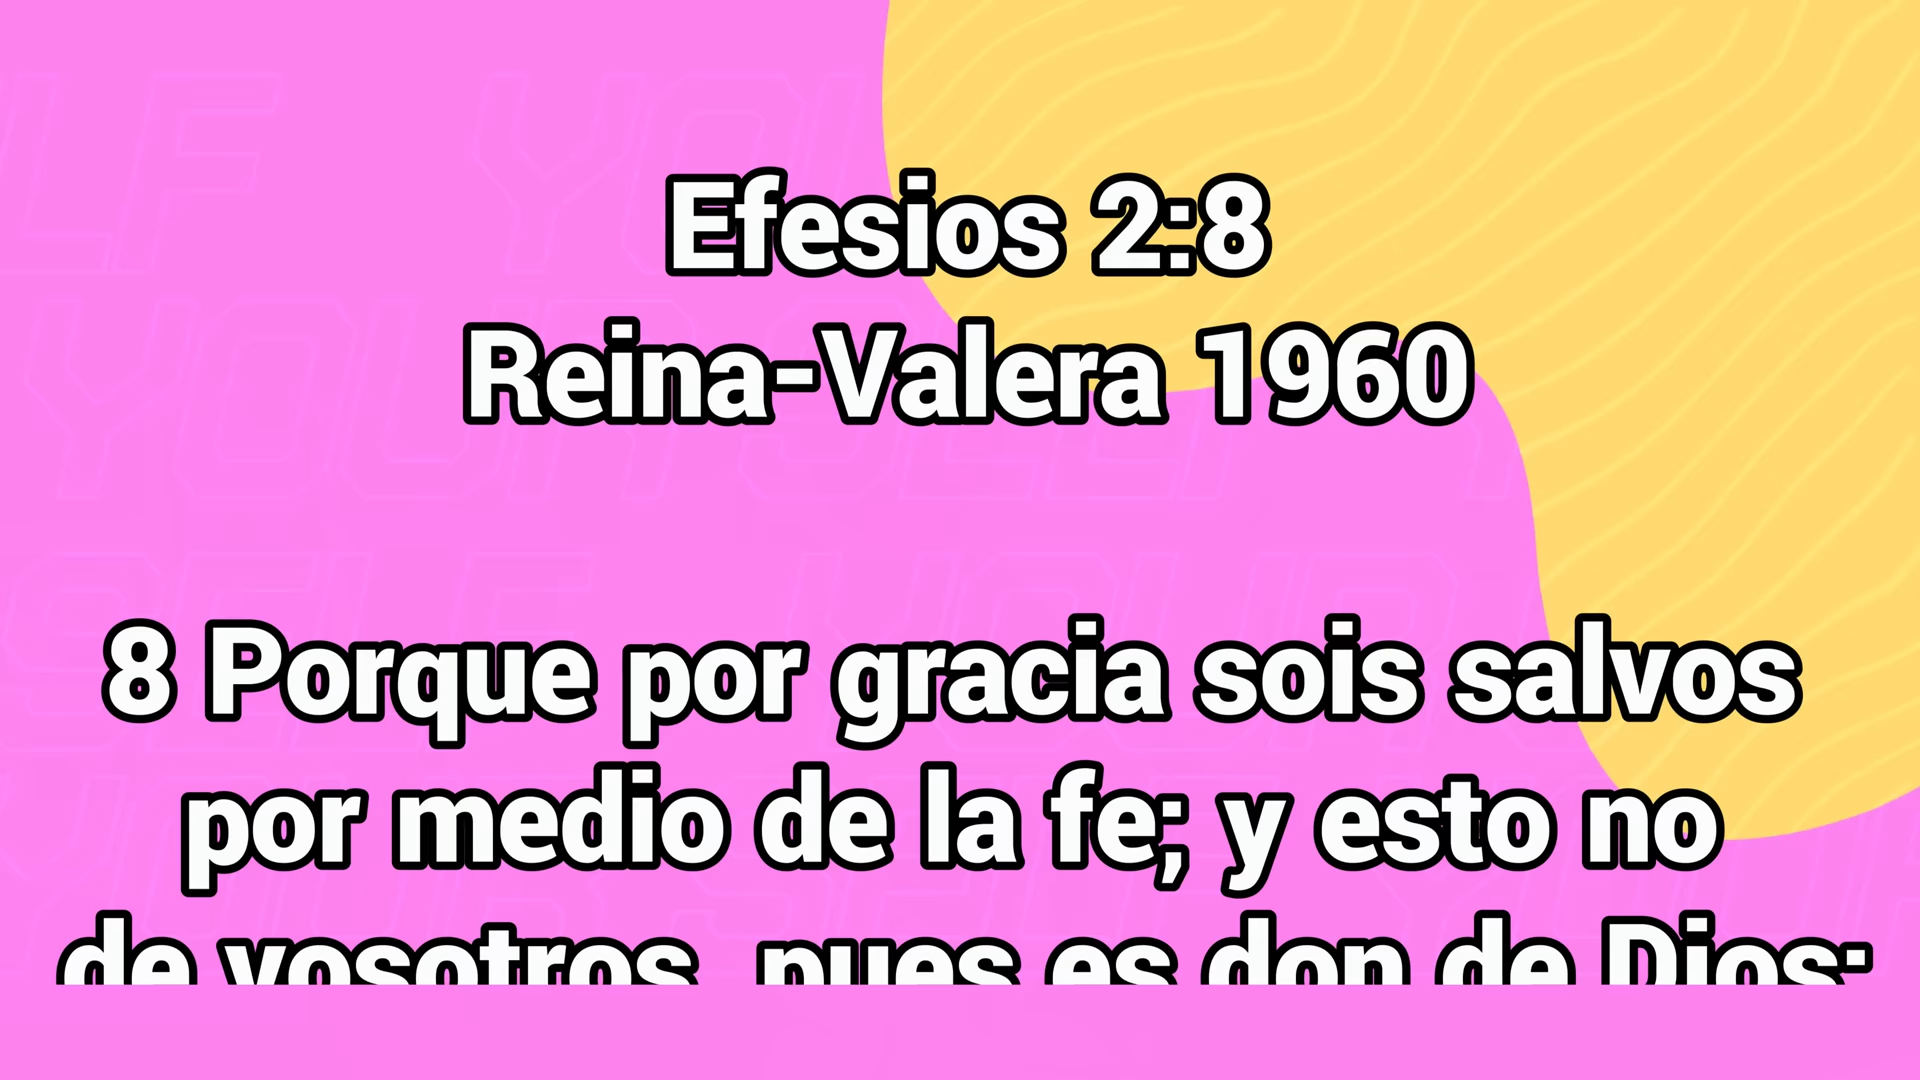 Efesios 2:8
Reina-Valera 1960
8 Porque por gracia sois salvos
por medio de la fe; y esto no
de vosotros, pues es don de Dios;
YOURSELF